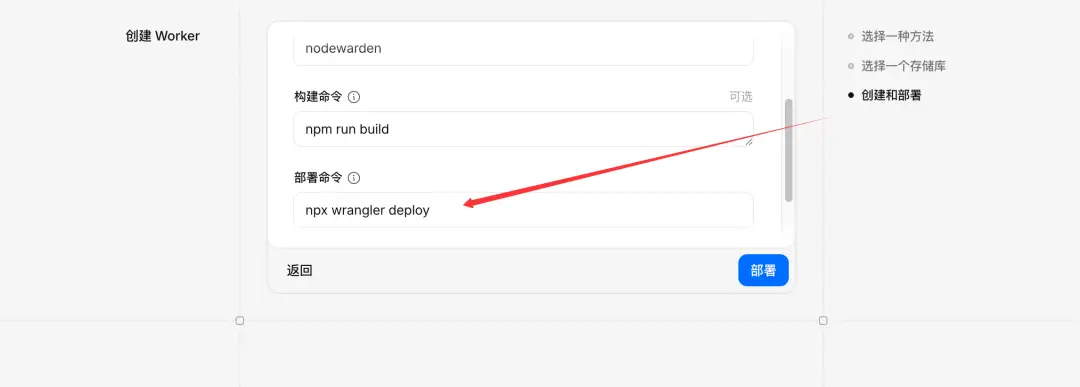 创建 Worker
nodewarden
构建命令
可选
npm run build
部署命令
npx wrangler deploy
返回
部署
选择一种方法
选择一个存储库
创建和部署